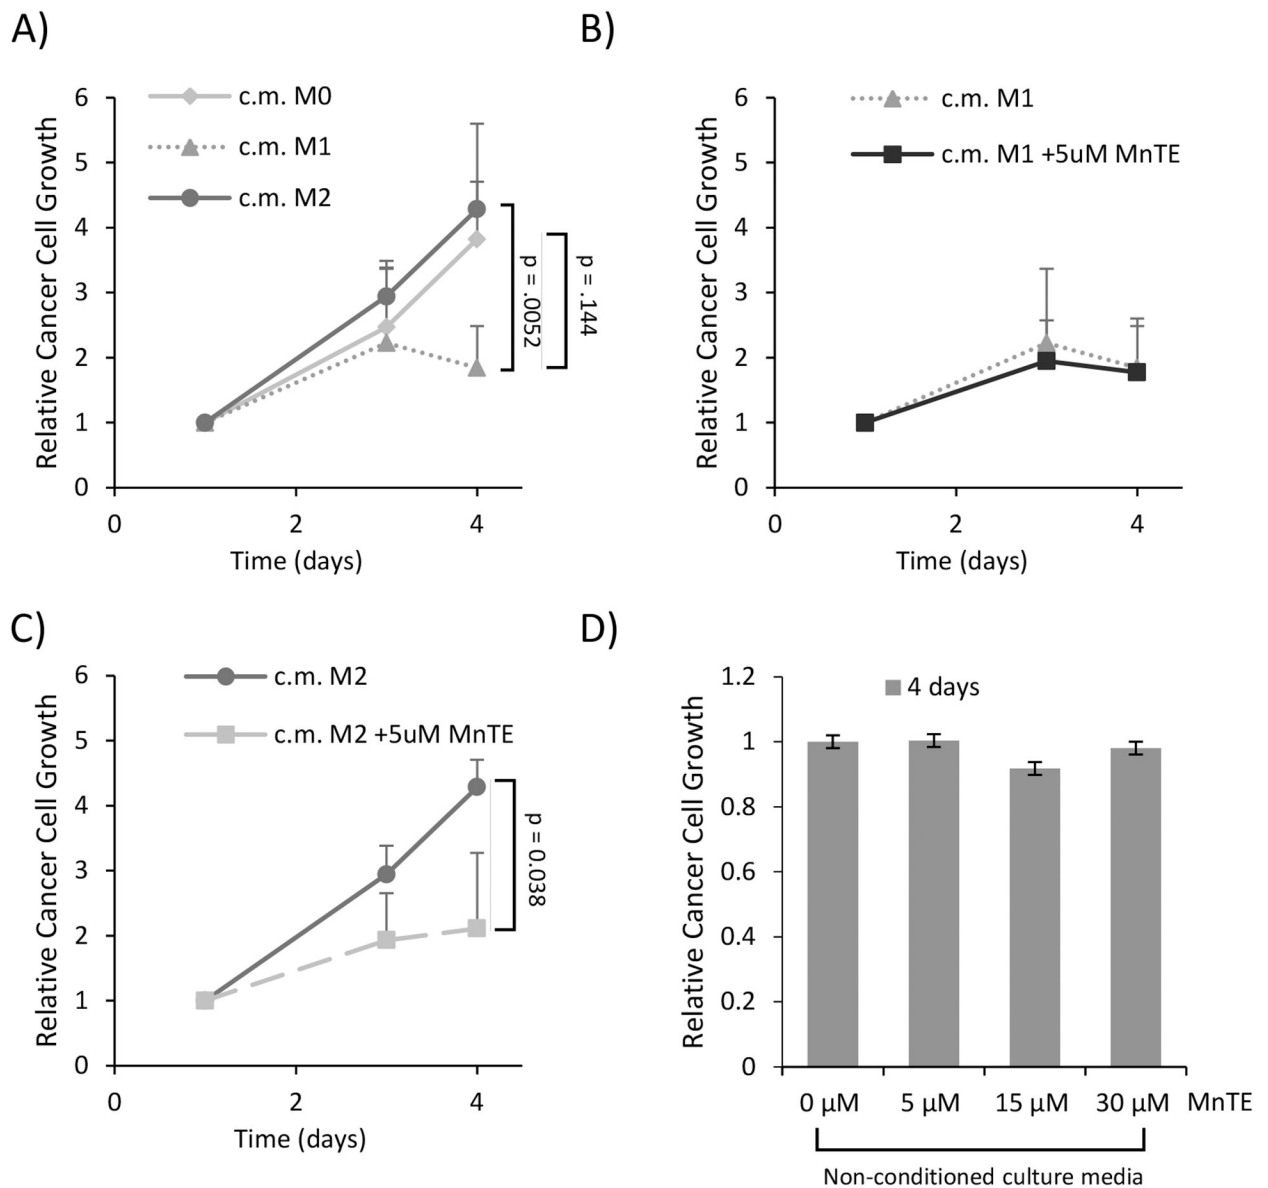 A)
c.m. M0
c.m. M1
c.m. M2
6
5
4
3
2
1
0
Relative Cancer Cell Growth
0
2
4
Time (days)
p = .0052
p = .144
B)
c.m. M1
c.m. M1 +5uM MnTE
6
5
4
3
2
1
0
Relative Cancer Cell Growth
0
2
4
Time (days)
C)
c.m. M2
c.m. M2 +5uM MnTE
6
5
4
3
2
1
0
Relative Cancer Cell Growth
0
2
4
Time (days)
p = 0.038
D)
4 days
1.2
1
0.8
0.6
0.4
0.2
0
Relative Cancer Cell Growth
0 µM
5 µM
15 µM
30 µM
MnTE
Non-conditioned culture media